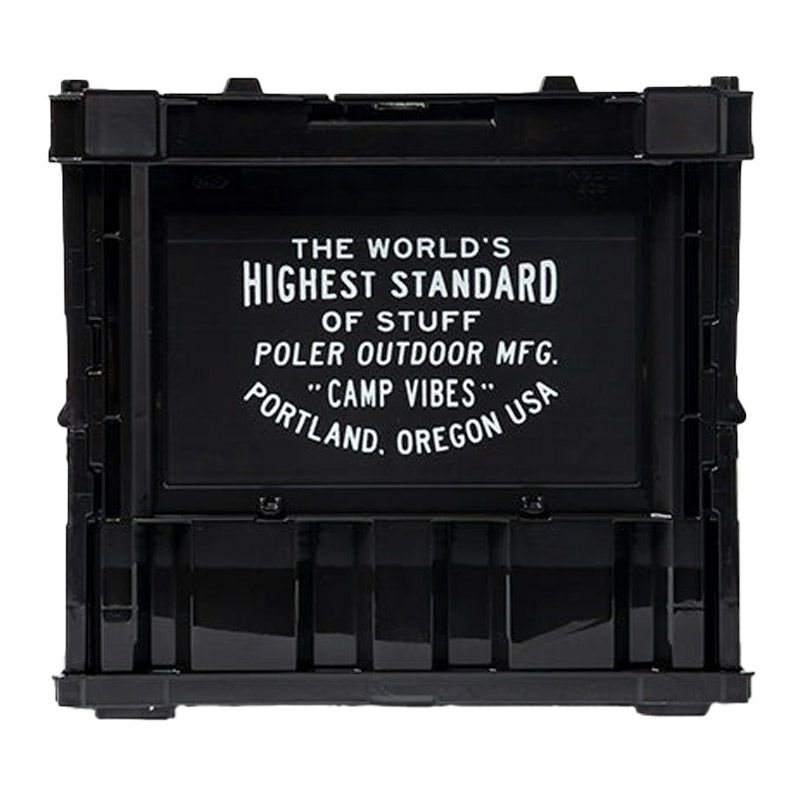 THE WORLD'S
HIGHEST STANDARD
OF STUFF
POLER OUTDOOR MFG.
"CAMP VIBES"
PORTLAND. OREGON USA